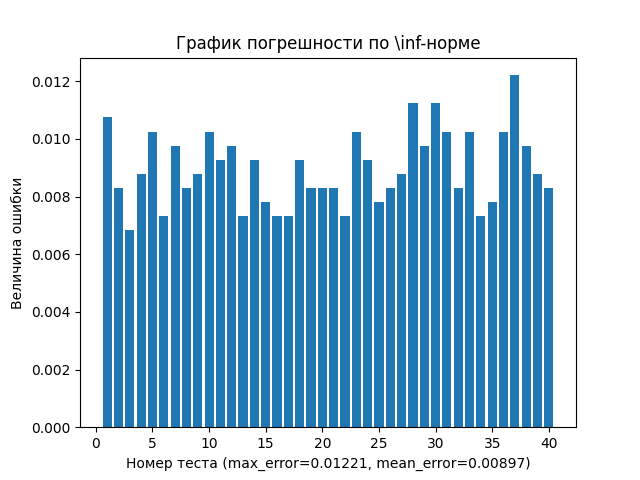 График погрешности по \inf-норме
0.012
0.010
0.008
0.006
0.004
0.002
0.000
Величина ошибки
0 5 10 15 20 25 30 35 40
Номер теста (max_error=0.01221, mean_error=0.00897)